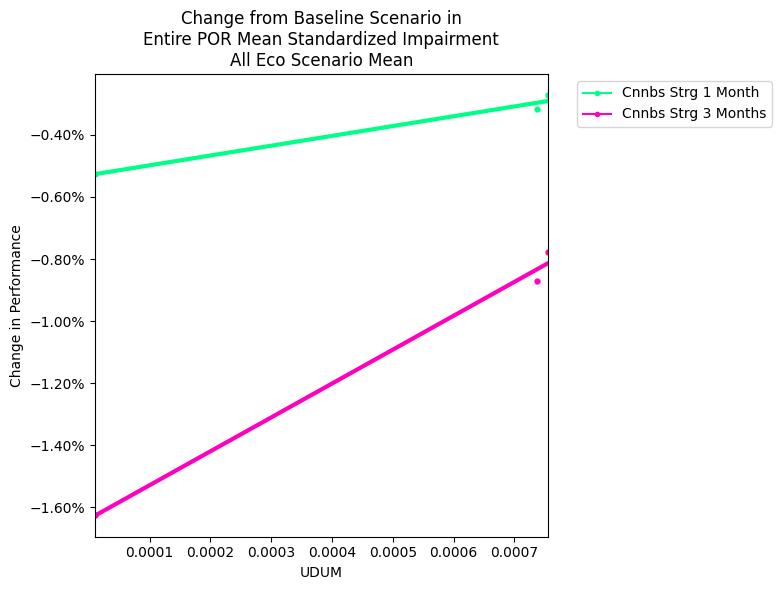 Change from Baseline Scenario in
Entire POR Mean Standardized Impairment
All Eco Scenario Mean
Cnnbs Strg 1 Month
Cnnbs Strg 3 Months
Change in Performance
−0.40%
−0.60%
−0.80%
−1.00%
−1.20%
−1.40%
−1.60%
0.0001 0.0002 0.0003 0.0004 0.0005 0.0006 0.0007
UDUM